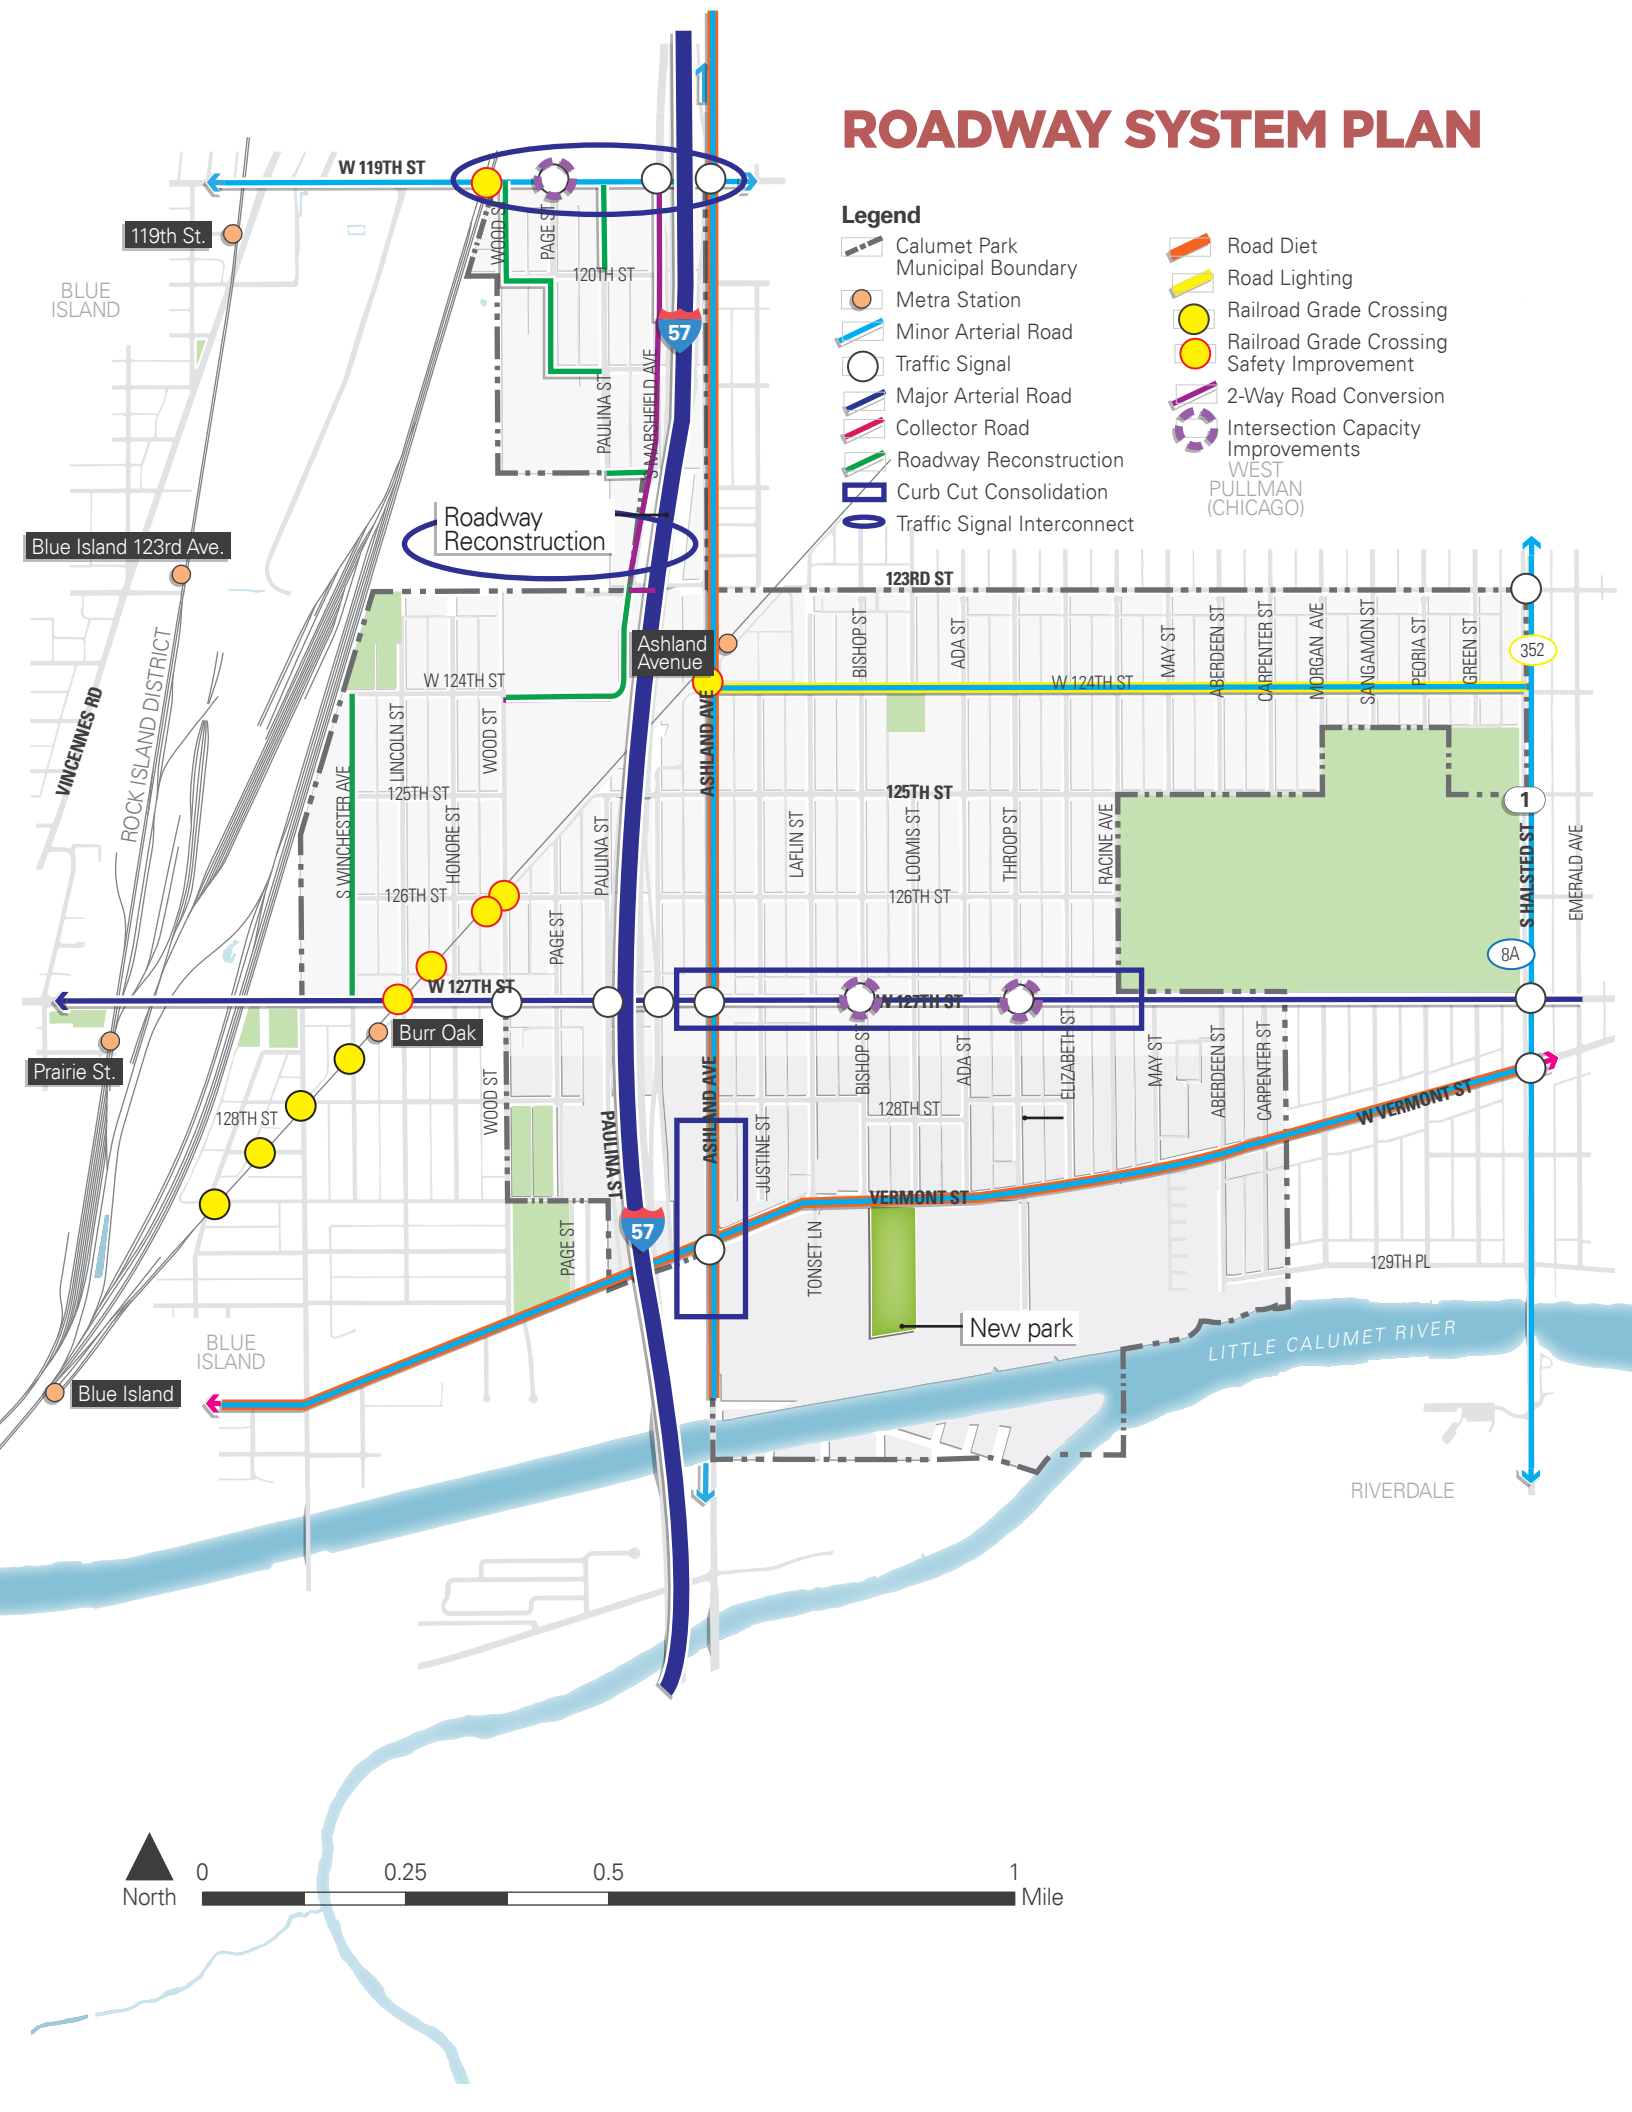 ROADWAY SYSTEM PLAN
Legend
Calumet Park
Municipal Boundary
Metra Station
Minor Arterial Road
Traffic Signal
Major Arterial Road
Collector Road
Roadway Reconstruction
Curb Cut Consolidation
Traffic Signal Interconnect
Road Diet
Road Lighting
Railroad Grade Crossing
Railroad Grade Crossing
Safety Improvement
2-Way Road Conversion
Intersection Capacity
Improvements
WEST
PULLMAN
(CHICAGO)
W 119TH ST
119th St.
BLUE
ISLAND
WOOD S
PAGE ST
120TH ST
57
PAULINA ST
S MARSHFIELD AVE
Roadway
Reconstruction
Blue Island 123rd Ave.
123RD ST
Ashland
Avenue
VINCENNES RD
ROCK ISLAND DISTRICT
W 124TH ST
BISHOP ST
ADA ST
W 124TH ST
MAY ST
ABERDEEN ST
CARPENTER ST
MORGAN AVE
SANGAMON ST
PEORIA ST
GREEN ST
352
LINCOLN ST
WOOD ST
ASHLAND AVE
S WINCHESTER AVE
125TH ST
125TH ST
1
HONORE ST
PAULINA ST
LAFLIN ST
LOOMIS ST
THROOP ST
RACINE AVE
S HALSTED ST
EMERALD AVE
126TH ST
126TH ST
PAGE ST
8A
W 127TH ST
W 127TH ST
Burr Oak
Prairie St.
128TH ST
WOOD ST
PAULINA ST
ASHLAND AVE
JUSTINE ST
BISHOP ST
ADA ST
ELIZABETH ST
MAY ST
ABERDEEN ST
CARPENTER ST
128TH ST
W VERMONT ST
VERMONT ST
57
PAGE ST
TONSET LN
129TH PL
New park
BLUE
ISLAND
Blue Island
LITTLE CALUMET RIVER
RIVERDALE
0
0.25
0.5
1
North
Mile